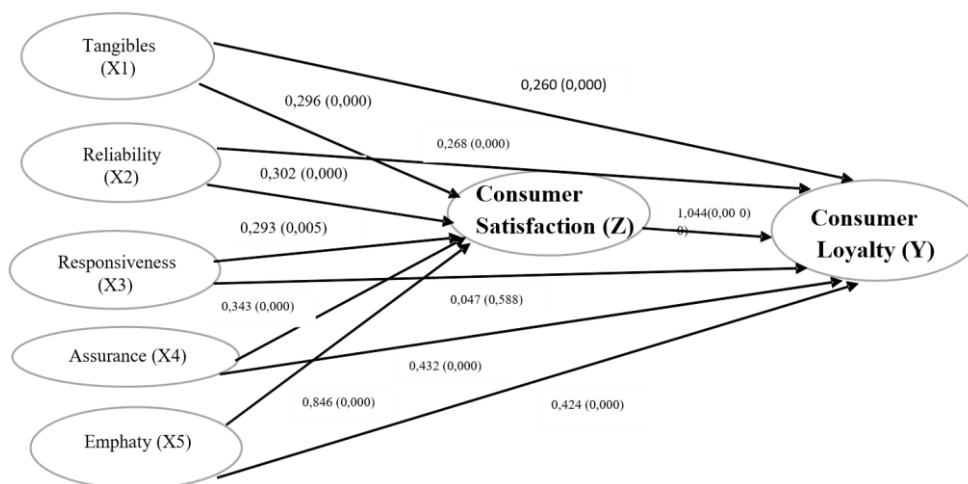 Tangibles
(X1)
0,260 (0,000)
0,296 (0,000)
Reliability
(X2)
0,268 (0,000)
0,302 (0,000)
Consumer
Satisfaction (Z)
1,044(0,00 0)
0)
Consumer
Loyalty (Y)
0,293 (0,005)
Responsiveness
(X3)
0,343 (0,000)
0,047 (0,588)
Assurance (X4)
0,432 (0,000)
0,846 (0,000)
0,424 (0,000)
Emphaty (X5)